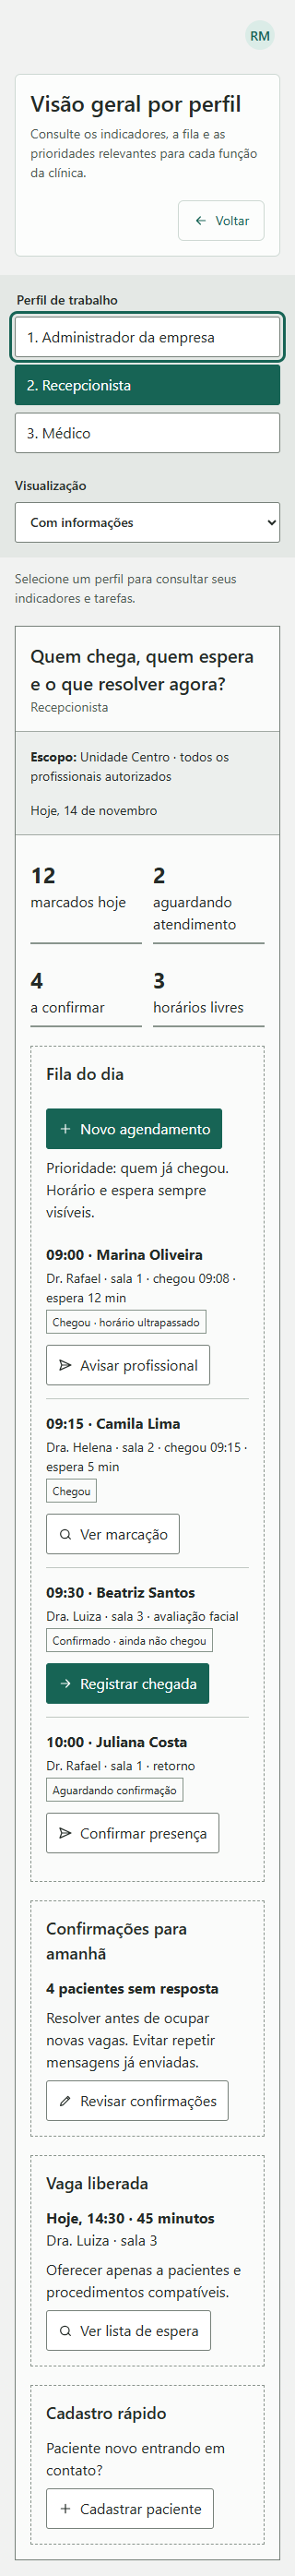 RM
Visão geral por perfil
Consulte os indicadores, a fila e as
prioridades relevantes para cada função
da clínica.
← Voltar
Perfil de trabalho
1. Administrador da empresa
2. Recepcionista
3. Médico
Visualização
Com informações
Selecione um perfil para consultar seus
indicadores e tarefas.
Quem chega, quem espera
e o que resolver agora?
Recepcionista
Escopo: Unidade Centro · todos os
profissionais autorizados
Hoje, 14 de novembro
12
marcados hoje
2
aguardando
atendimento
4
a confirmar
3
horários livres
Fila do dia
+ Novo agendamento
Prioridade: quem já chegou.
Horário e espera sempre
visíveis.
09:00 · Marina Oliveira
Dr. Rafael · sala 1 · chegou 09:08 ·
espera 12 min
Chegou · horário ultrapassado
Avisar profissional
09:15 · Camila Lima
Dra. Helena · sala 2 · chegou 09:15 ·
espera 5 min
Chegou
Ver marcação
09:30 · Beatriz Santos
Dra. Luiza · sala 3 · avaliação facial
Confirmado · ainda não chegou
→ Registrar chegada
10:00 · Juliana Costa
Dr. Rafael · sala 1 · retorno
Aguardando confirmação
Confirmar presença
Confirmações para
amanhã
4 pacientes sem resposta
Resolver antes de ocupar
novas vagas. Evitar repetir
mensagens já enviadas.
Revisar confirmações
Vaga liberada
Hoje, 14:30 · 45 minutos
Dra. Luiza · sala 3
Oferecer apenas a pacientes e
procedimentos compatíveis.
Ver lista de espera
Cadastro rápido
Paciente novo entrando em
contato?
+ Cadastrar paciente